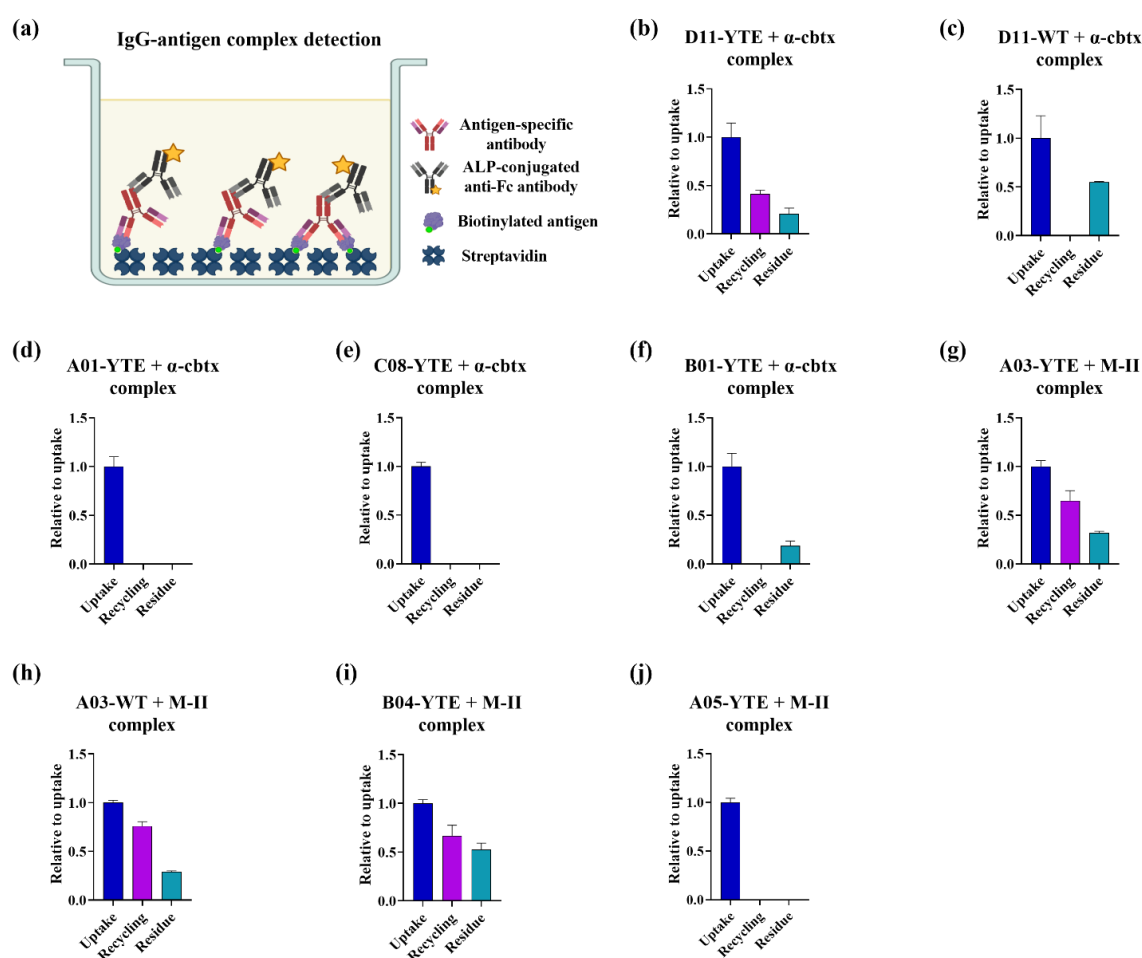 (a)
IgG-antigen complex detection
Antigen-specific
antibody
ALP-conjugated
anti-Fc antibody
Biotinylated antigen
Streptavidin
(b)
D11-YTE + α-cbtx
complex
Relative to uptake
1.5
1.0
0.5
0.0
Uptake
Recycling
Residue
(c)
D11-WT + α-cbtx
complex
Relative to uptake
1.5
1.0
0.5
0.0
Uptake
Recycling
Residue
(d)
A01-YTE + α-cbtx
complex
Relative to uptake
1.5
1.0
0.5
0.0
Uptake
Recycling
Residue
(e)
C08-YTE + α-cbtx
complex
Relative to uptake
1.5
1.0
0.5
0.0
Uptake
Recycling
Residue
(f)
B01-YTE + α-cbtx
complex
Relative to uptake
1.5
1.0
0.5
0.0
Uptake
Recycling
Residue
(g)
A03-YTE + M-II
complex
Relative to uptake
1.5
1.0
0.5
0.0
Uptake
Recycling
Residue
(h)
A03-WT + M-II
complex
Relative to uptake
1.5
1.0
0.5
0.0
Uptake
Recycling
Residue
(i)
B04-YTE + M-II
complex
Relative to uptake
1.5
1.0
0.5
0.0
Uptake
Recycling
Residue
(j)
A05-YTE + M-II
complex
Relative to uptake
1.5
1.0
0.5
0.0
Uptake
Recycling
Residue